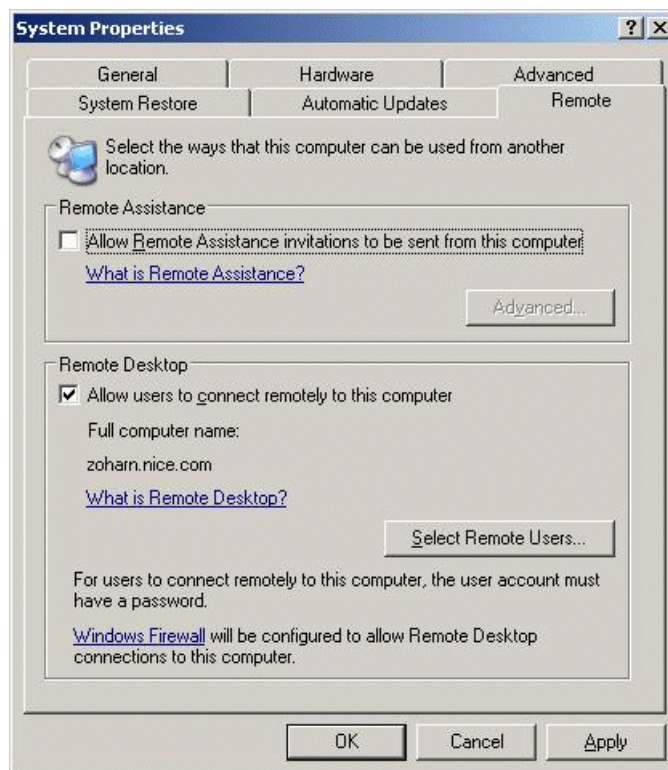 System Properties
General Hardware Advanced
System Restore Automatic Updates Remote
Select the ways that this computer can be used from another
location.
Remote Assistance
Allow Remote Assistance invitations to be sent from this computer
What is Remote Assistance?
Advanced...
Remote Desktop
Allow users to connect remotely to this computer
Full computer name:
zoharn.nice.com
What is Remote Desktop?
Select Remote Users...
For users to connect remotely to this computer, the user account must
have a password.
Windows Firewall will be configured to allow Remote Desktop
connections to this computer.
OK Cancel Apply